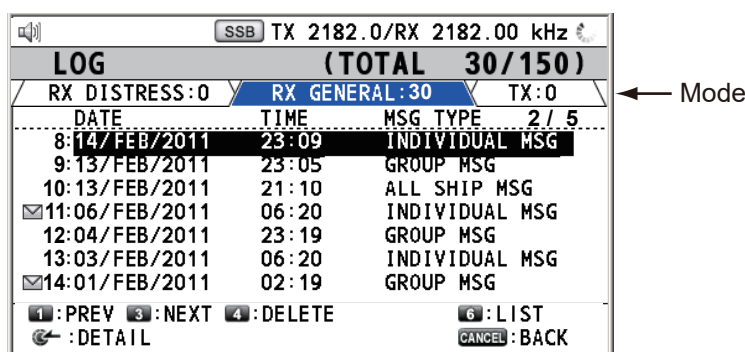 SSB TX 2182.0/RX 2182.00 kHz
LOG (TOTAL 30/150)
RX DISTRESS:0 RX GENERAL:30 TX:0
Mode
DATE TIME MSG TYPE 2/ 5
8:14/FEB/2011 23:09 INDIVIDUAL MSG
9:13/FEB/2011 23:05 GROUP MSG
10:13/FEB/2011 21:10 ALL SHIP MSG
11:06/FEB/2011 06:20 INDIVIDUAL MSG
12:04/FEB/2011 23:19 GROUP MSG
13:03/FEB/2011 06:20 INDIVIDUAL MSG
14:01/FEB/2011 02:19 GROUP MSG
1:PREV 3:NEXT 4:DELETE 6:LIST
:DETAIL CANCEL:BACK